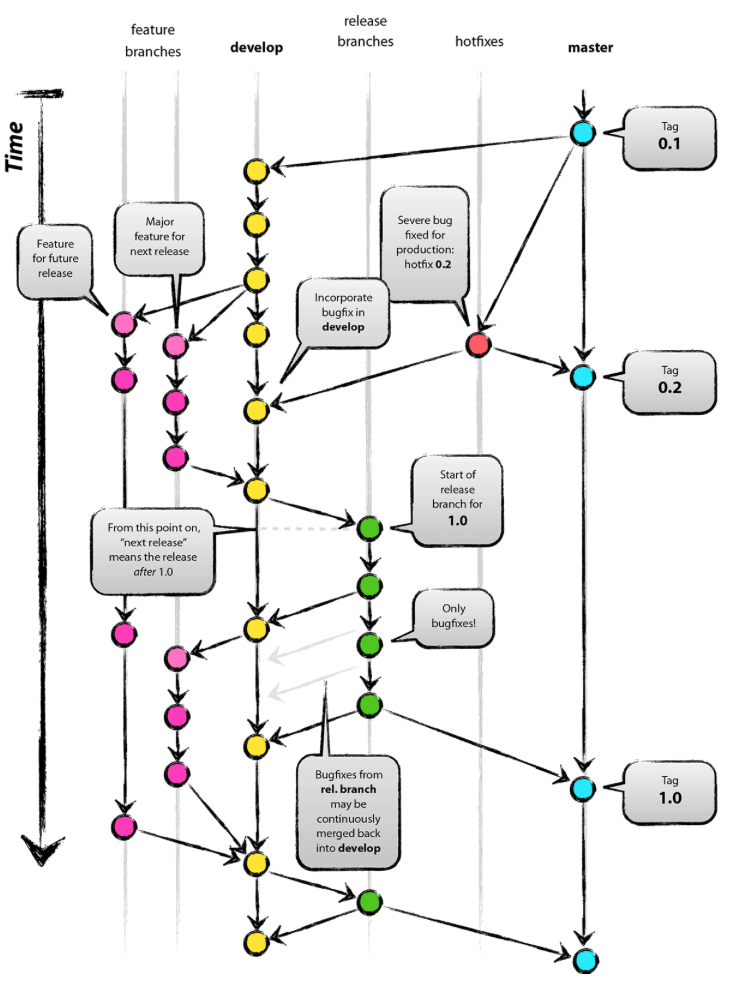 feature
branches
develop
release
branches
hotfixes
master
Time
Tag
0.1
Feature
for future
release
Major
feature for
next release
Severe bug
fixed for
production:
hotfix 0.2
Incorporate
bugfix in
develop
Tag
0.2
Start of
release
branch for
1.0
From this point on,
“next release”
means the release
after 1.0
Only
bugfixes!
Bugfixes from
rel. branch
may be
continuously
merged back
into develop
Tag
1.0